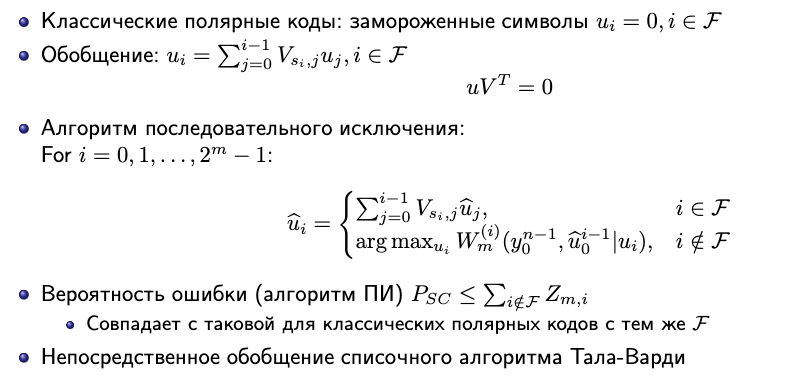 Классические полярные коды: замороженные символы $u_i = 0, i \in \mathcal{F}$
Обобщение: $u_i = \sum_{j=0}^{i-1} V_{s_i,j} u_j, i \in \mathcal{F}$
$uV^T = 0$
Алгоритм последовательного исключения:
For $i = 0, 1, \ldots, 2^m - 1$:
$\widehat{u}_i = \begin{cases} \sum_{j=0}^{i-1} V_{s_i,j} \widehat{u}_j, & i \in \mathcal{F} \\ \arg\max_{u_i} W_m^{(i)}(y_0^{n-1}, \widehat{u}_0^{i-1} | u_i), & i \notin \mathcal{F} \end{cases}$
Вероятность ошибки (алгоритм ПИ) $P_{SC} \leq \sum_{i \notin \mathcal{F}} Z_{m,i}$
Совпадает с таковой для классических полярных кодов с тем же $\mathcal{F}$
Непосредственное обобщение списочного алгоритма Тала-Варди